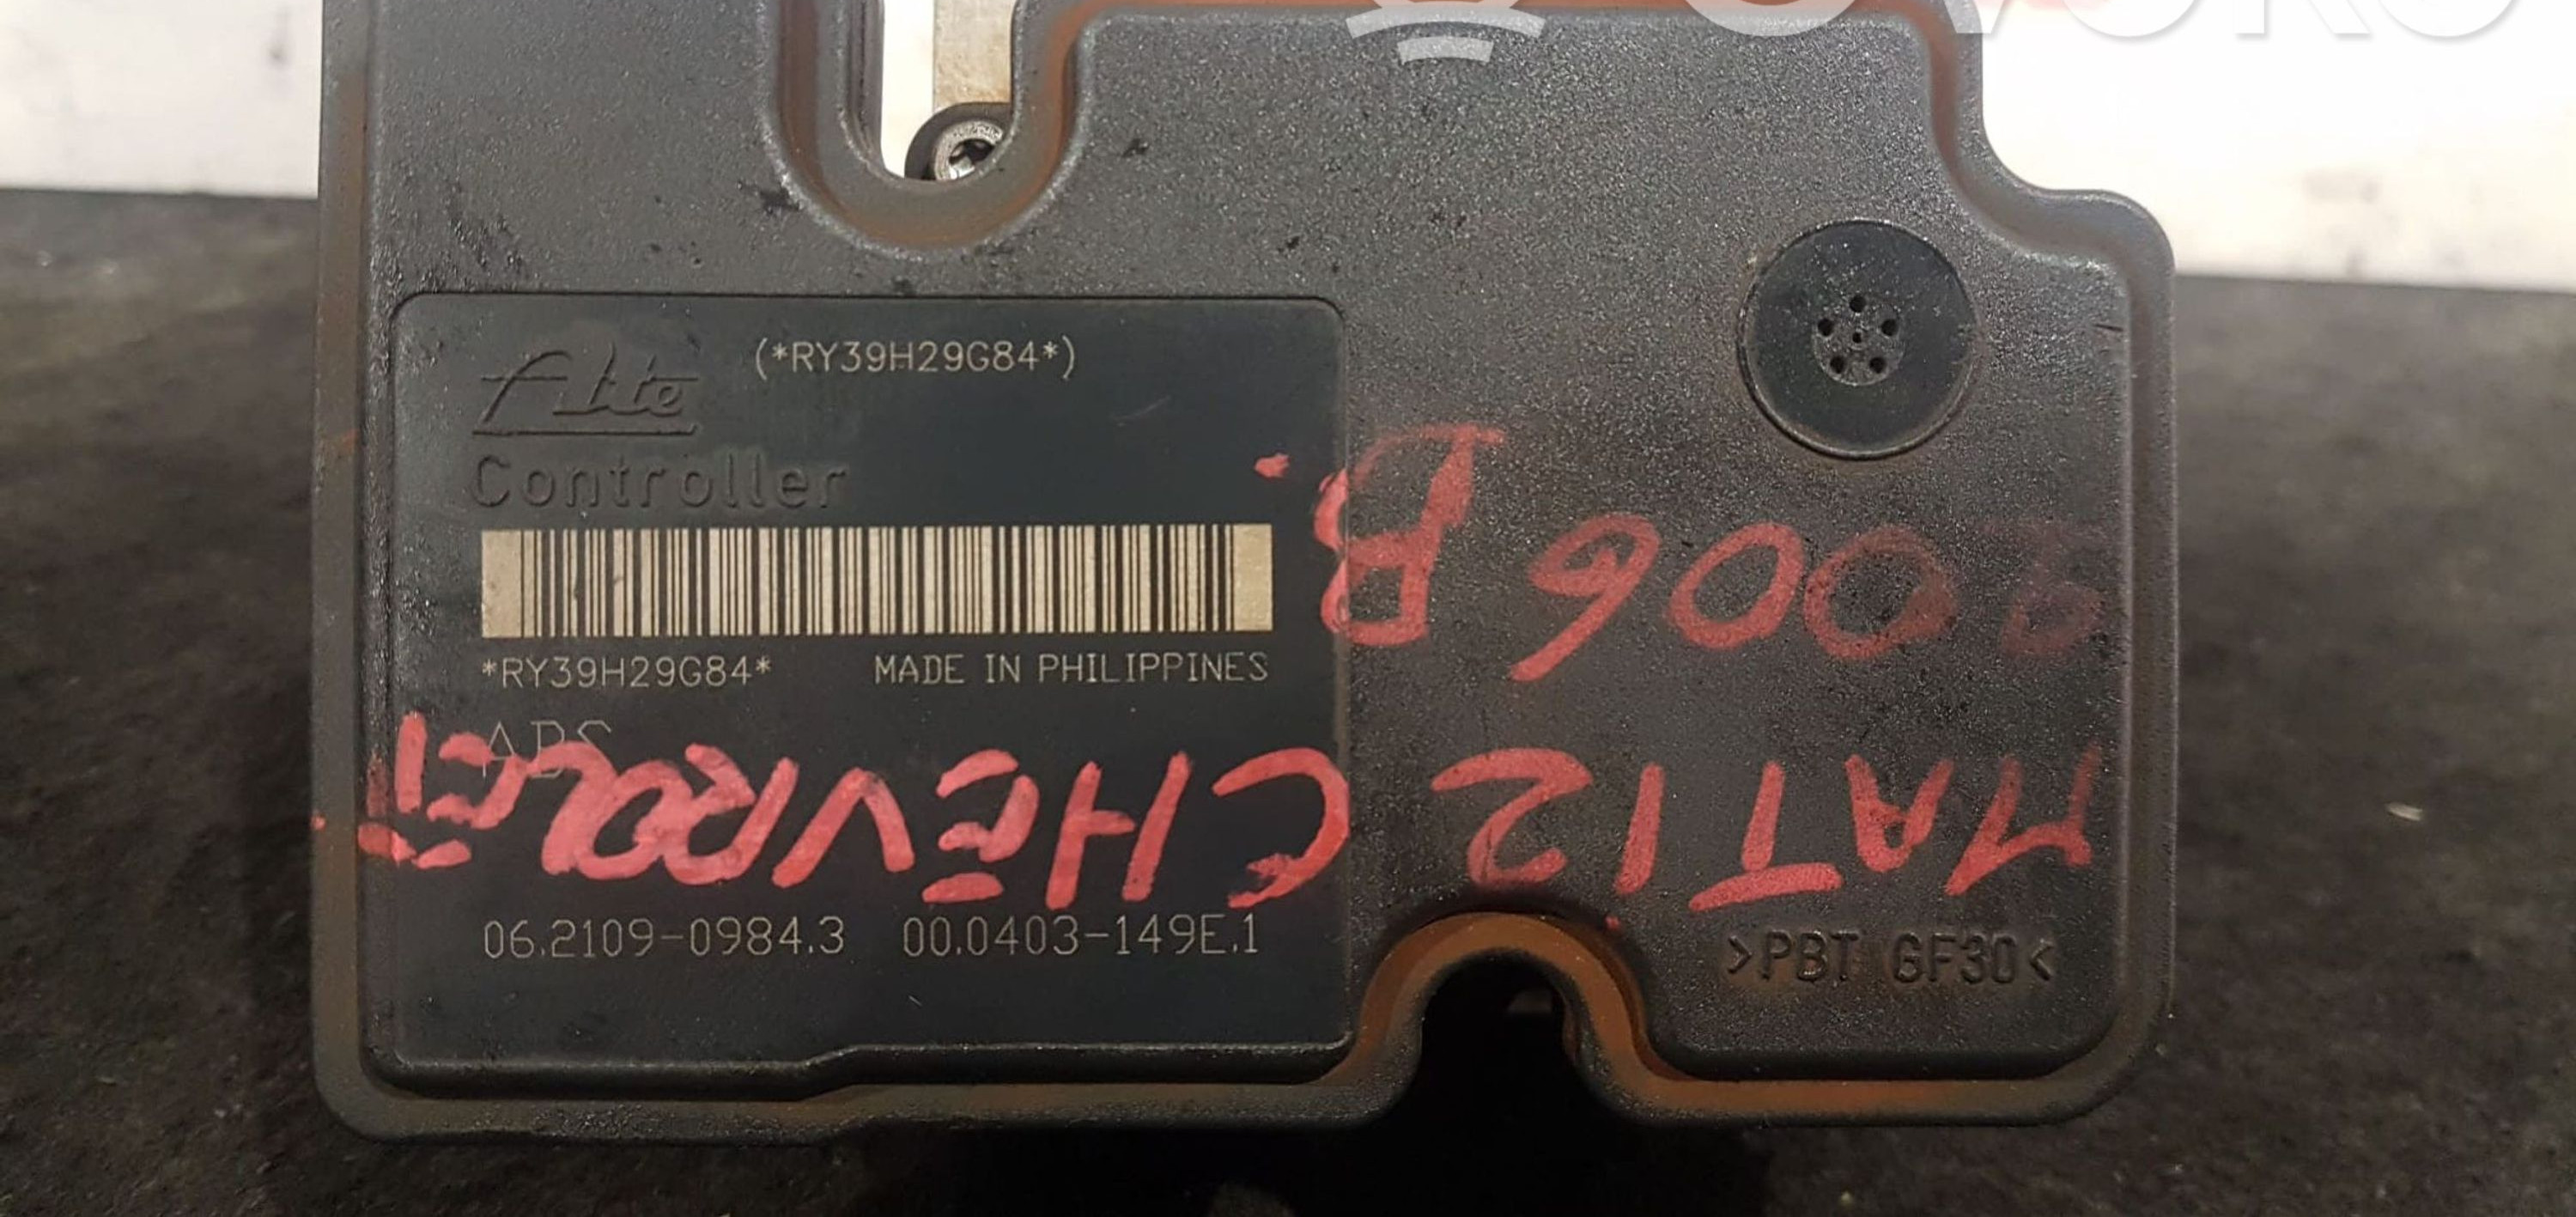 (*RY39H29G84*)
Ate
Controller
*RY39H29G84* MADE IN PHILIPPINES
ABS
06.2109-0984.3 00.0403-149E.1
>PBT GF30<
MATIZ CHEVROLET
2006 B.